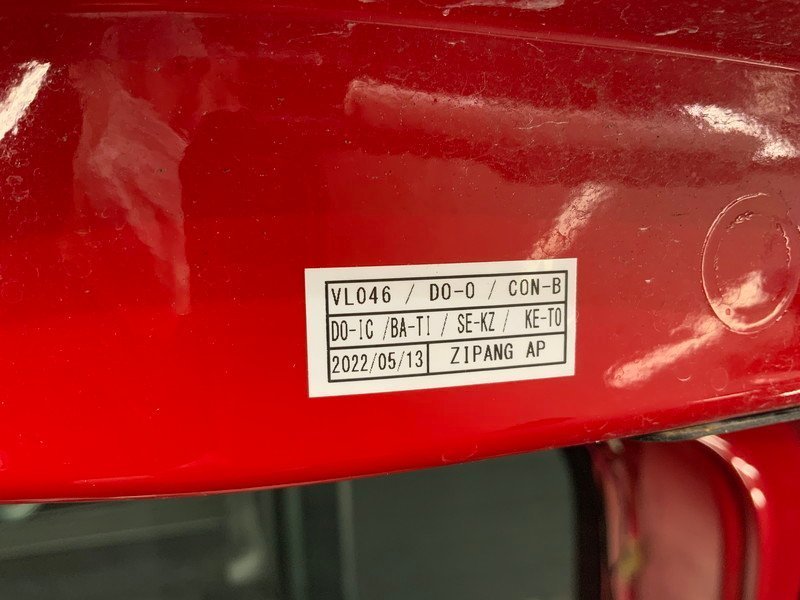 VL046 / DO-O / CON-B
DO-IC /BA-TI / SE-KZ / KE-TO
2022/05/13 ZIPANG AP